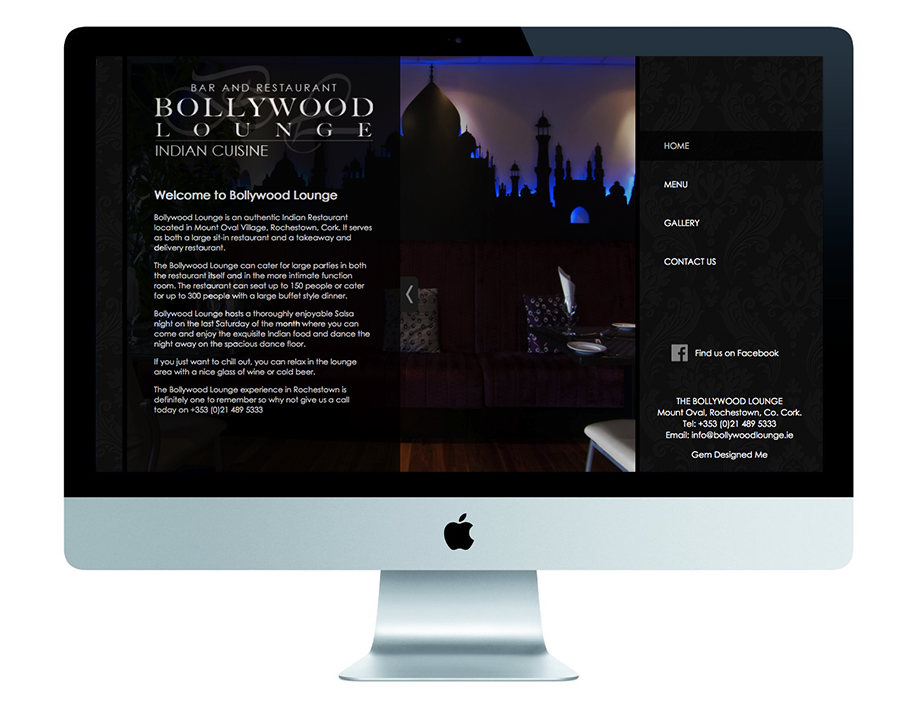 BAR AND RESTAURANT
BOLLYWOOD
LOUNGE
INDIAN CUISINE
Welcome to Bollywood Lounge
Bollywood Lounge is an authentic Indian Restaurant
located in Mount Oval Village, Rochestown, Cork. It serves
as both a large sit-in restaurant and a takeaway and
delivery restaurant.
The Bollywood Lounge can cater for large parties in both
the restaurant itself and in the more intimate function
room. The restaurant can seat up to 150 people or cater
for up to 300 people with a large buffet style dinner.
Bollywood Lounge hosts a thoroughly enjoyable Salsa
night on the last Saturday of the month where you can
come and enjoy the exquisite Indian food and dance the
night away on the spacious dance floor.
If you just want to chill out, you can relax in the lounge
area with a nice glass of wine or cold beer.
The Bollywood Lounge experience in Rochestown is
definitely one to remember so why not give us a call
today on +353 (0)21 489 5333
HOME
MENU
GALLERY
CONTACT US
Find us on Facebook
THE BOLLYWOOD LOUNGE
Mount Oval, Rochestown, Co. Cork.
Tel: +353 (0)21 489 5333
Email: info@bollywoodlounge.ie
Gem Designed Me